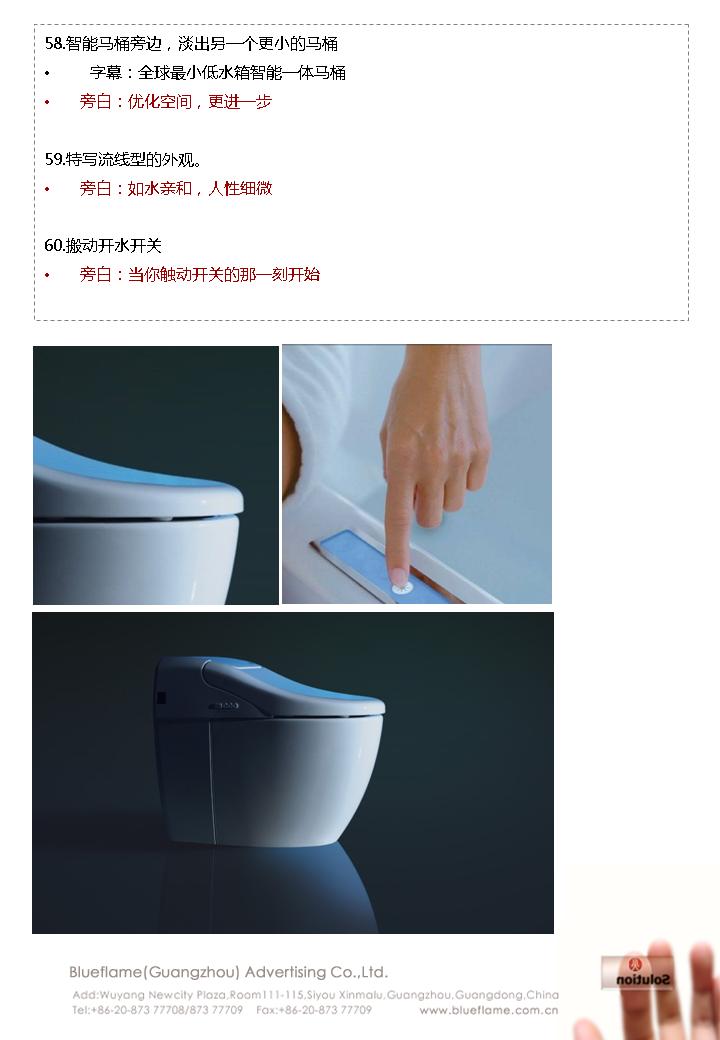 58.智能马桶旁边，淡出另一个更小的马桶
• 字幕：全球最小低水箱智能一体马桶
• 旁白：优化空间，更进一步
59.特写流线型的外观。
• 旁白：如水亲和，人性细微
60.搬动开水开关
• 旁白：当你触动开关的那一刻开始
Blueflame(Guangzhou) Advertising Co.,Ltd.
Add:Wuyang Newcity Plaza,Room111-115,Siyou Xinmalu,Guangzhou,Guangdong,China
Tel:+86-20-873 77708/873 77709 Fax:+86-20-873 77709 www.blueflame.com.cn
Solution